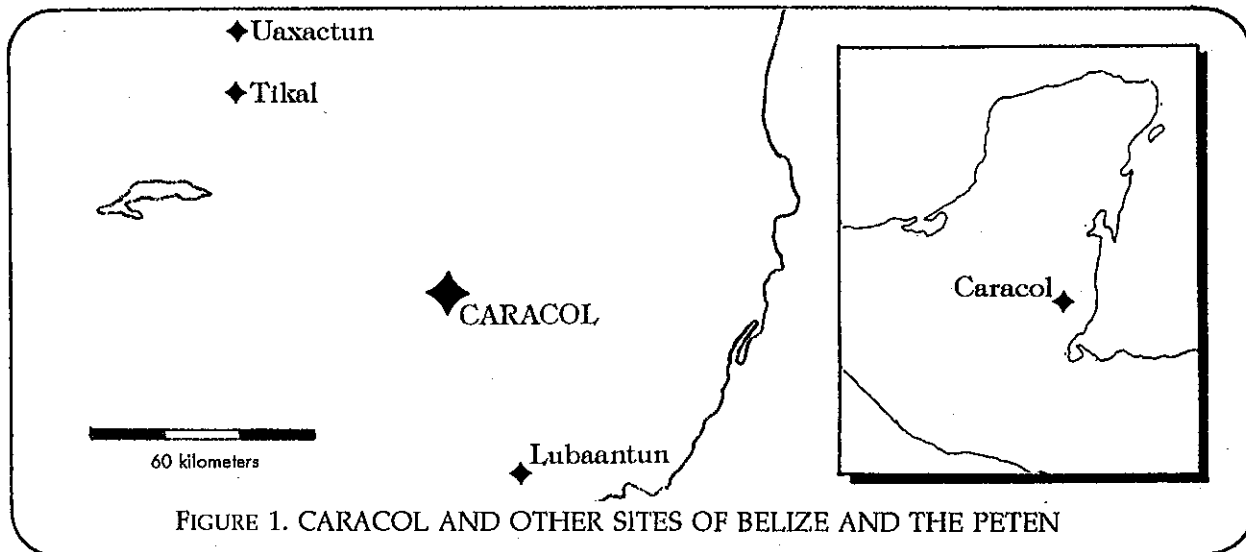 Uaxactun
Tikal
CARACOL
Caracol
60 kilometers
Lubaantun
FIGURE 1. CARACOL AND OTHER SITES OF BELIZE AND THE PETEN